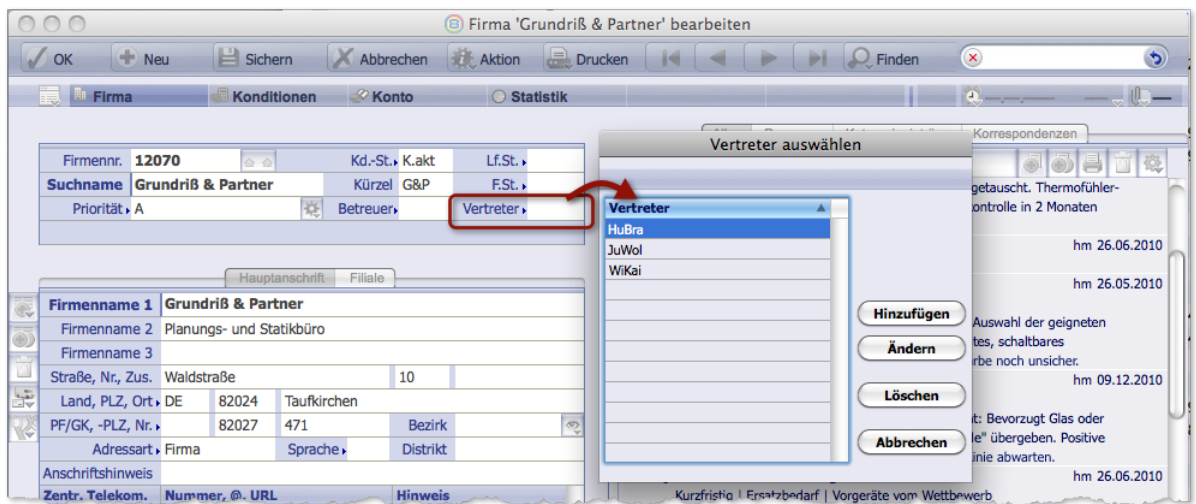 Firma 'Grundriß & Partner' bearbeiten
OK Neu Sichern Abbrechen Aktion Drucken Finden
Firma Konditionen Konto Statistik
Korrespondenzen
Vertreter auswählen
Firmennr. 12070 Kd.-St. K.akt Lf.St.
Suchname Grundriß & Partner Kürzel G&P F.St.
Priorität A Betreuer Vertreter
getauscht. Thermofühler-
ontrolle in 2 Monaten
hm 26.06.2010
hm 26.05.2010
Auswahl der geigneten
tes, schaltbares
rbe noch unsicher.
hm 09.12.2010
t: Bevorzugt Glas oder
le" übergeben. Positive
inie abwarten.
hm 26.06.2010
Kurzfristig | Ersatzbedarf | Vorgeräte vom Wettbewerb
Vertreter
HuBra
JuWol
WiKai
Hinzufügen
Ändern
Löschen
Abbrechen
Hauptanschrift Filiale
Firmenname 1 Grundriß & Partner
Firmenname 2 Planungs- und Statikbüro
Firmenname 3
Straße, Nr., Zus. Waldstraße 10
Land, PLZ, Ort DE 82024 Taufkirchen
PF/GK, -PLZ, Nr. 82027 471 Bezirk
Adressart Firma Sprache Distrikt
Anschriftshinweis
Zentr. Telekom. Nummer, @, URL Hinweis